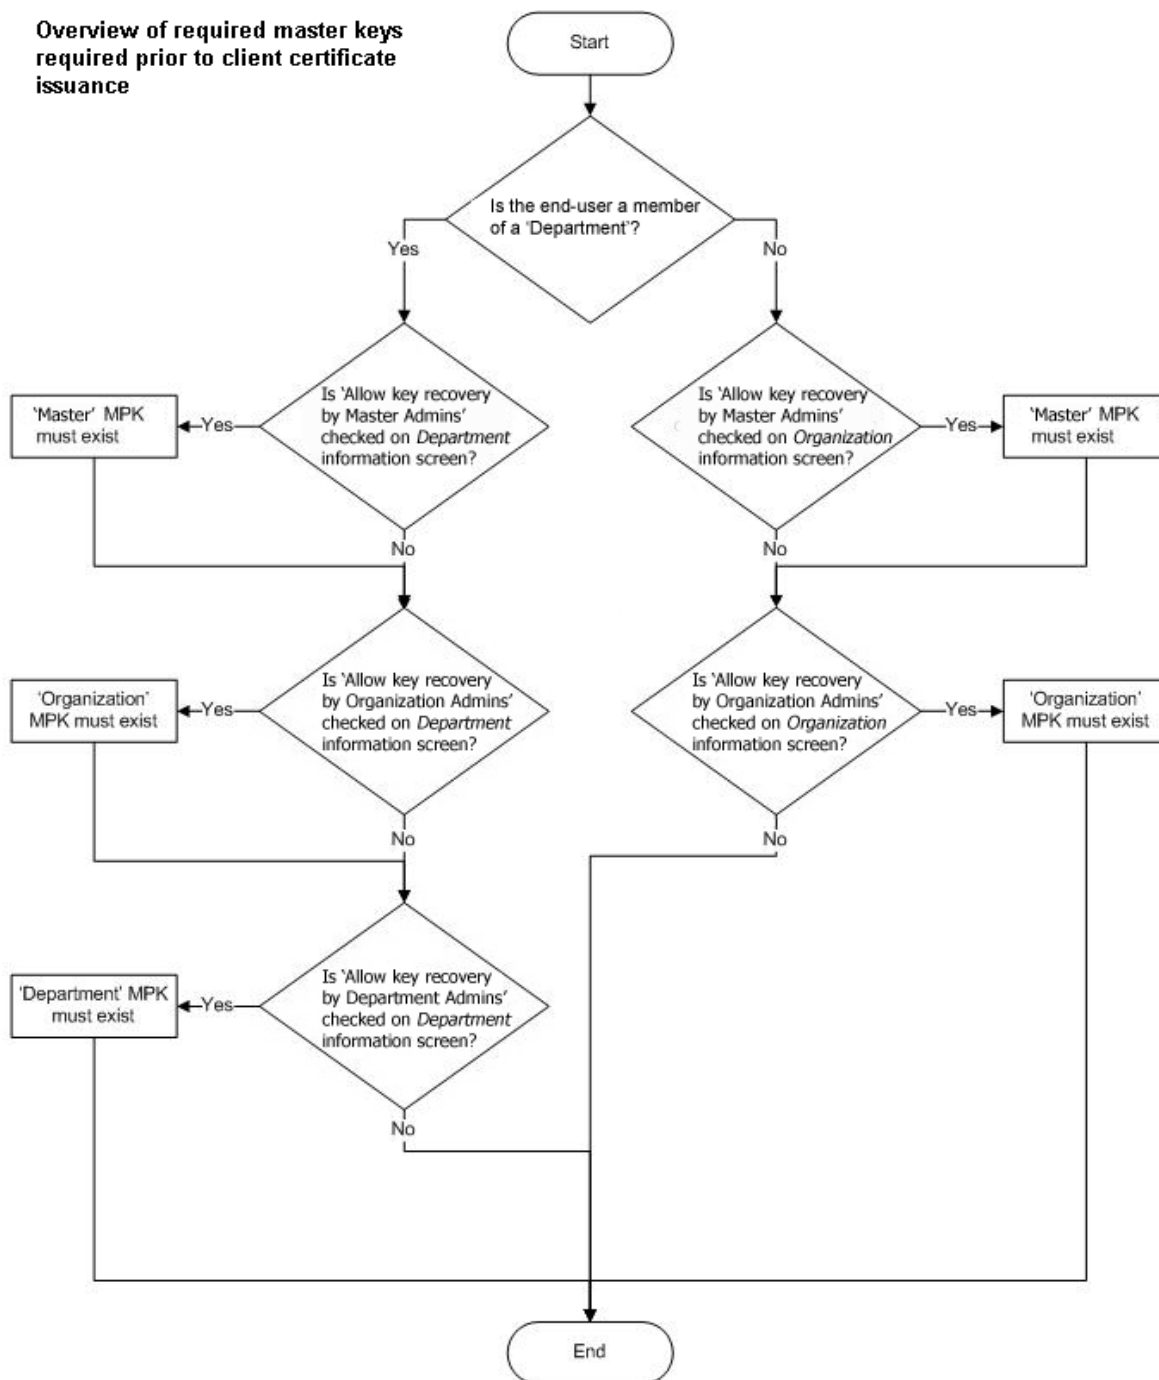 Overview of required master keys
required prior to client certificate
issuance
Start
Is the end-user a member
of a 'Department'?
Yes
No
Is 'Allow key recovery
by Master Admins'
checked on Department
information screen?
Yes
'Master' MPK
must exist
No
Is 'Allow key recovery
by Master Admins'
checked on Organization
information screen?
Yes
'Master' MPK
must exist
No
Is 'Allow key recovery
by Organization Admins'
checked on Department
information screen?
Yes
'Organization'
MPK must exist
No
Is 'Allow key recovery
by Organization Admins'
checked on Organization
information screen?
Yes
'Organization'
MPK must exist
No
Is 'Allow key recovery
by Department Admins'
checked on Department
information screen?
Yes
'Department' MPK
must exist
No
End